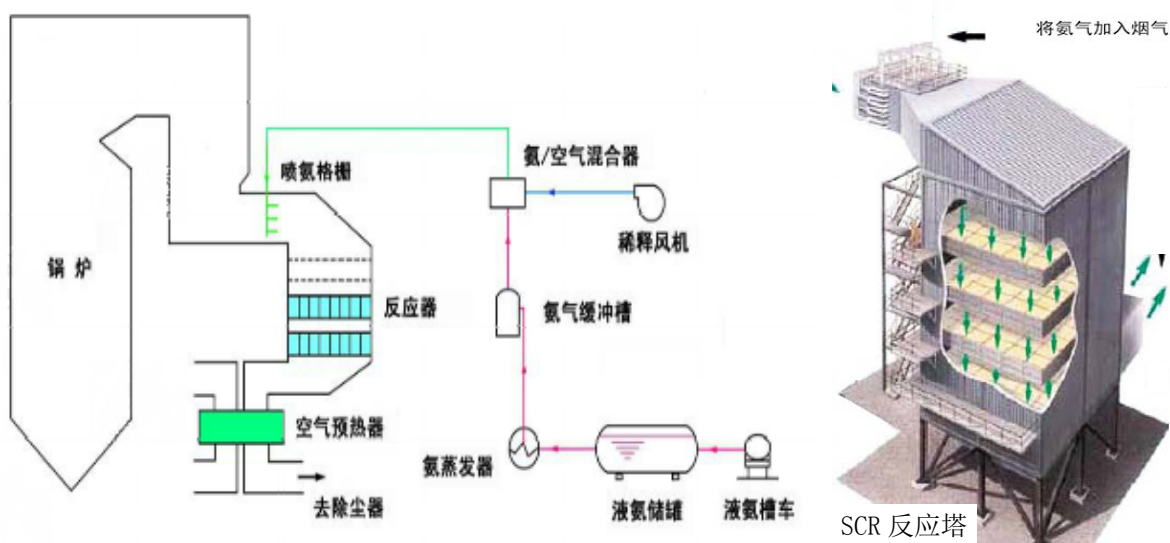 将氨气加入烟气
氨/空气混合器
喷氨格栅
稀释风机
锅炉
反应器
氨气缓冲槽
空气预热器
氨蒸发器
去除尘器
液氨储罐
液氨槽车
SCR 反应塔